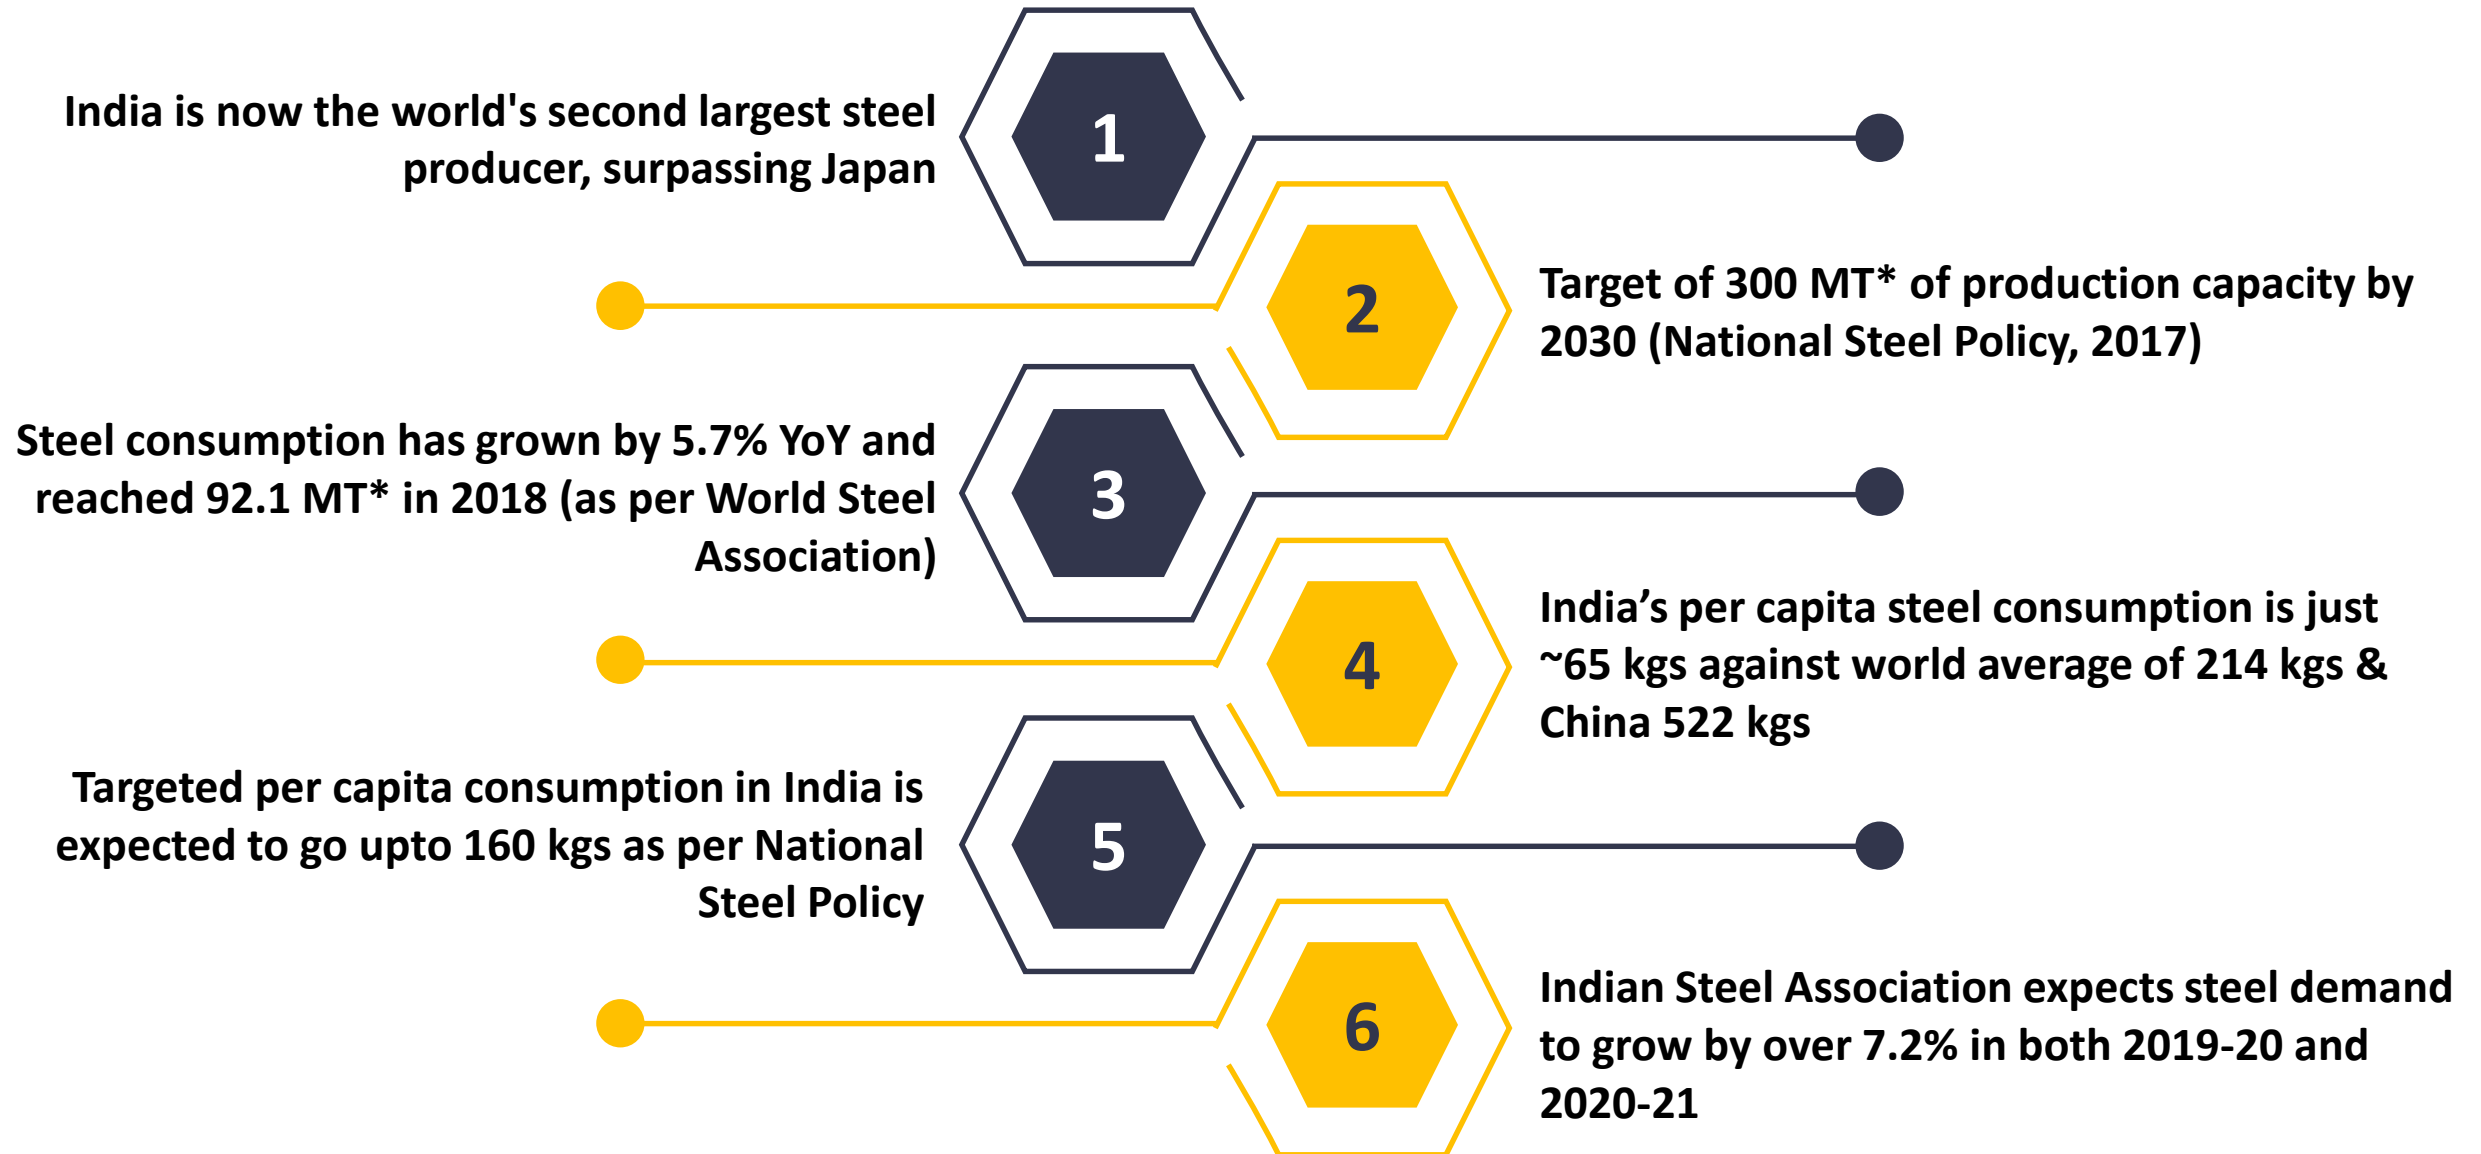 India is now the world's second largest steel
producer, surpassing Japan
1
2
Target of 300 MT* of production capacity by
2030 (National Steel Policy, 2017)
Steel consumption has grown by 5.7% YoY and
reached 92.1 MT* in 2018 (as per World Steel
Association)
3
4
India’s per capita steel consumption is just
~65 kgs against world average of 214 kgs &
China 522 kgs
Targeted per capita consumption in India is
expected to go upto 160 kgs as per National
Steel Policy
5
6
Indian Steel Association expects steel demand
to grow by over 7.2% in both 2019-20 and
2020-21